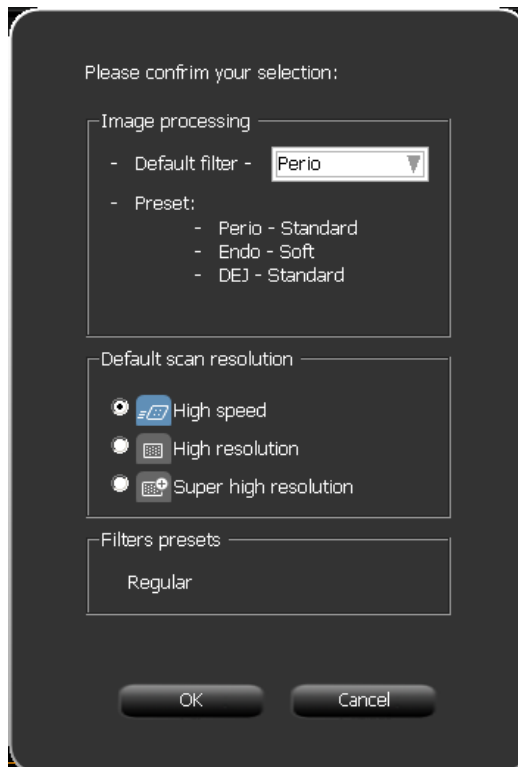 Please confrim your selection:
Image processing
- Default filter - Perio
- Preset:
- Perio - Standard
- Endo - Soft
- DEJ - Standard
Default scan resolution
High speed
High resolution
Super high resolution
Filters presets
Regular
OK Cancel